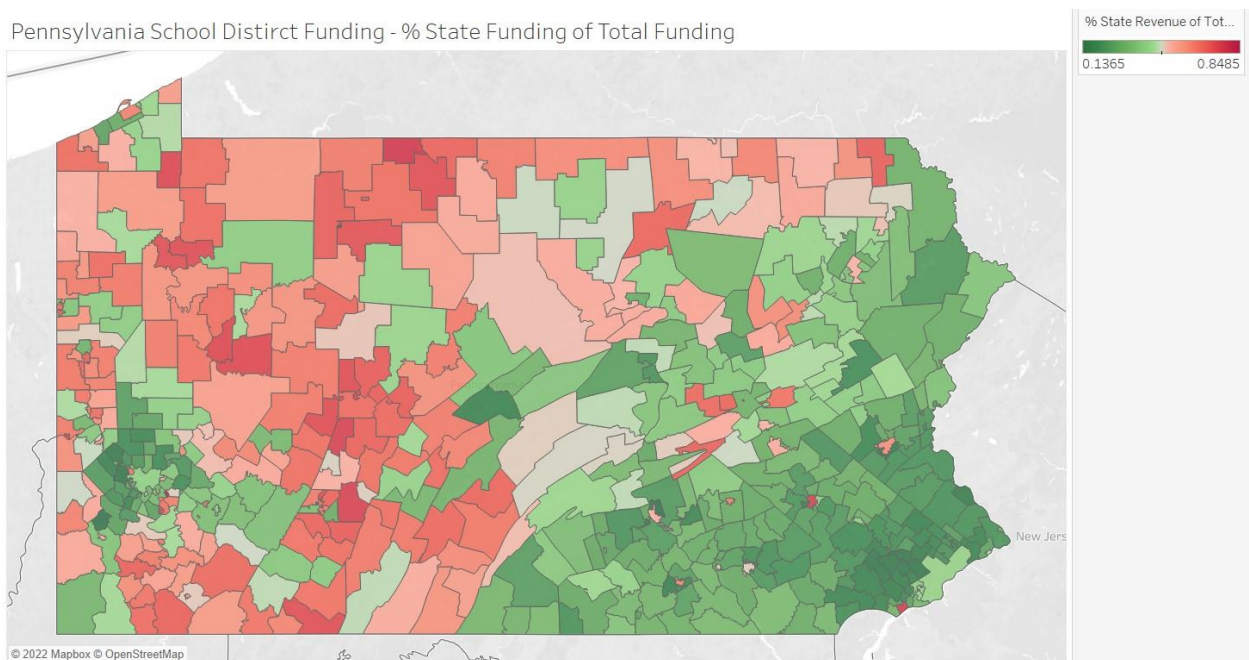 Pennsylvania School Distirct Funding - % State Funding of Total Funding
% State Revenue of Tot...
0.1365 0.8485
New Jers
© 2022 Mapbox © OpenStreetMap